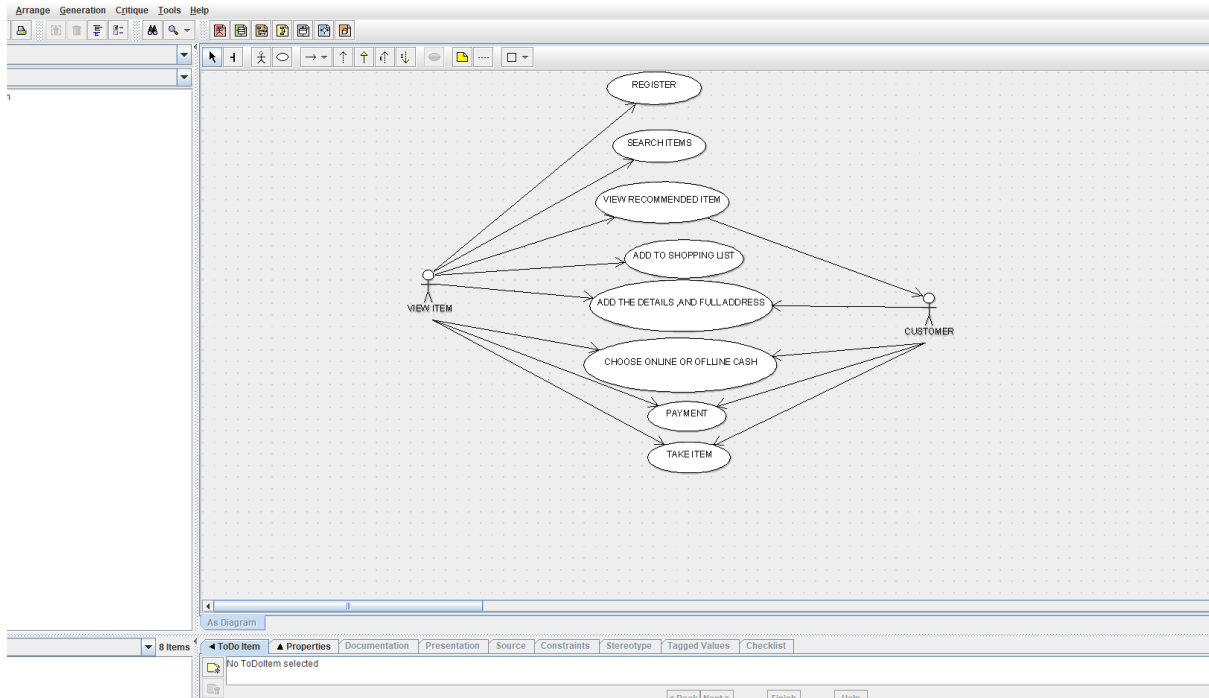 Arrange Generation Critique Tools Help
REGISTER
SEARCH ITEMS
VIEW RECOMMENDED ITEM
ADD TO SHOPPING LIST
ADD THE DETAILS ,AND FULL ADDRESS
VIEW ITEM
CUSTOMER
CHOOSE ONLINE OR OFLLINE CASH
PAYMENT
TAKE ITEM
As Diagram
8 Items
ToDo Item Properties Documentation Presentation Source Constraints Stereotype Tagged Values Checklist
No ToDoItem selected
< Back Next > Finish Help